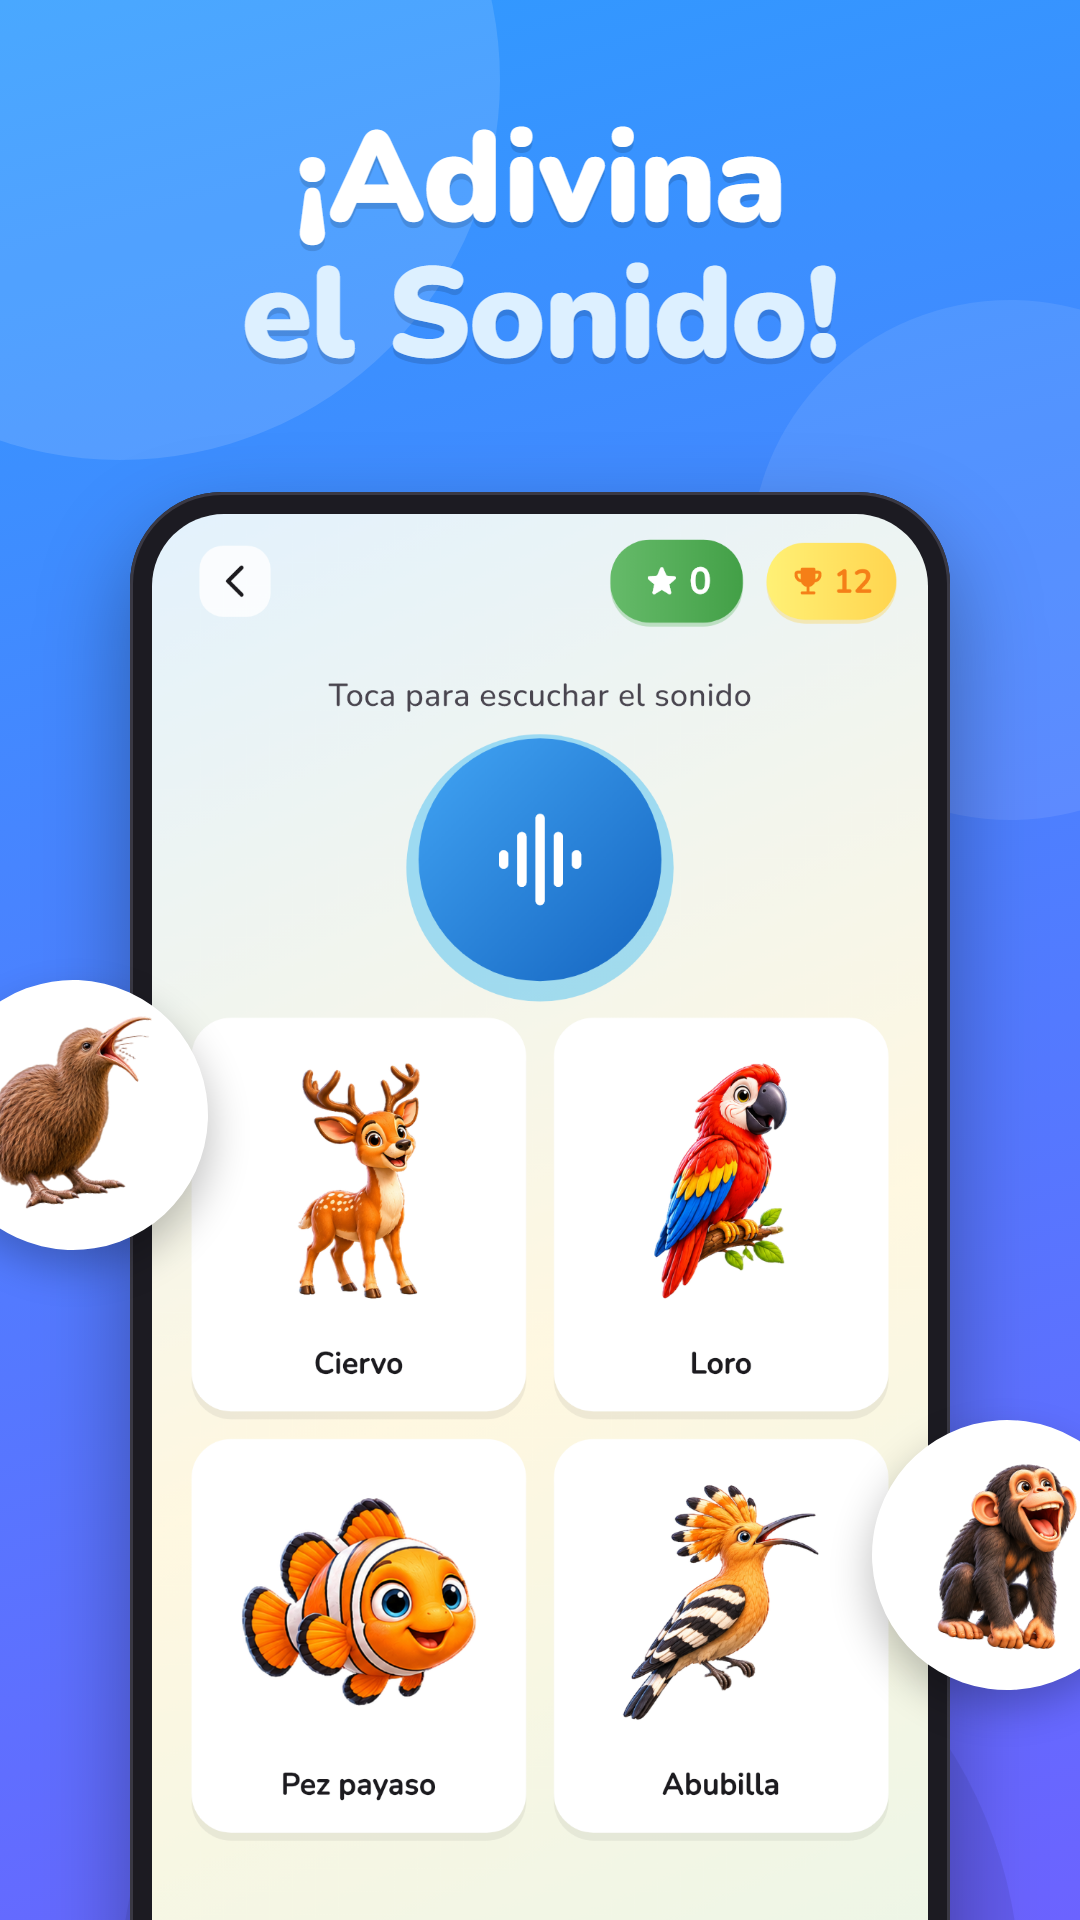 ¡Adivina
el Sonido!
0
12
Toca para escuchar el sonido
Ciervo
Loro
Pez payaso
Abubilla